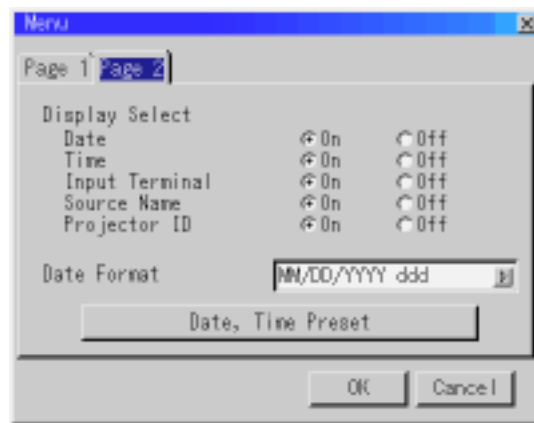 Menu
Page 1 Page 2
Display Select
Date On Off
Time On Off
Input Terminal On Off
Source Name On Off
Projector ID On Off
Date Format MM/DD/YYYY ddd
Date, Time Preset
OK Cancel